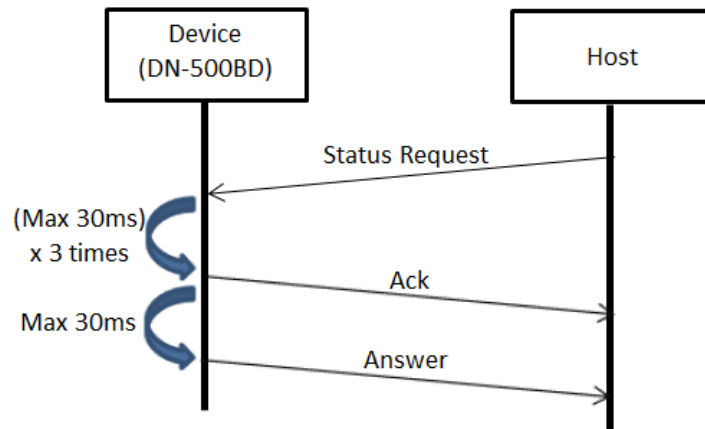 Device
(DN-500BD)
Host
Status Request
(Max 30ms)
x 3 times
Ack
Max 30ms
Answer